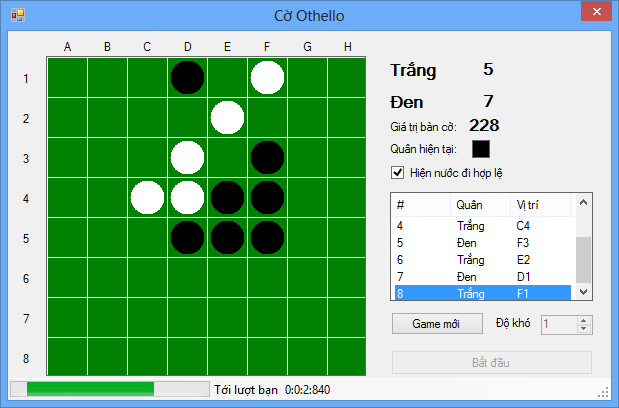 Cờ Othello
A B C D E F G H
1
2
3
4
5
6
7
8
Trắng 5
Đen 7
Giá trị bàn cờ: 228
Quân hiện tại:
Hiện nước đi hợp lệ
# Quân Vị trí
4 Trắng C4
5 Đen F3
6 Trắng E2
7 Đen D1
8 Trắng F1
Game mới Độ khó 1
Bắt đầu
Tới lượt bạn 0:0:2:840